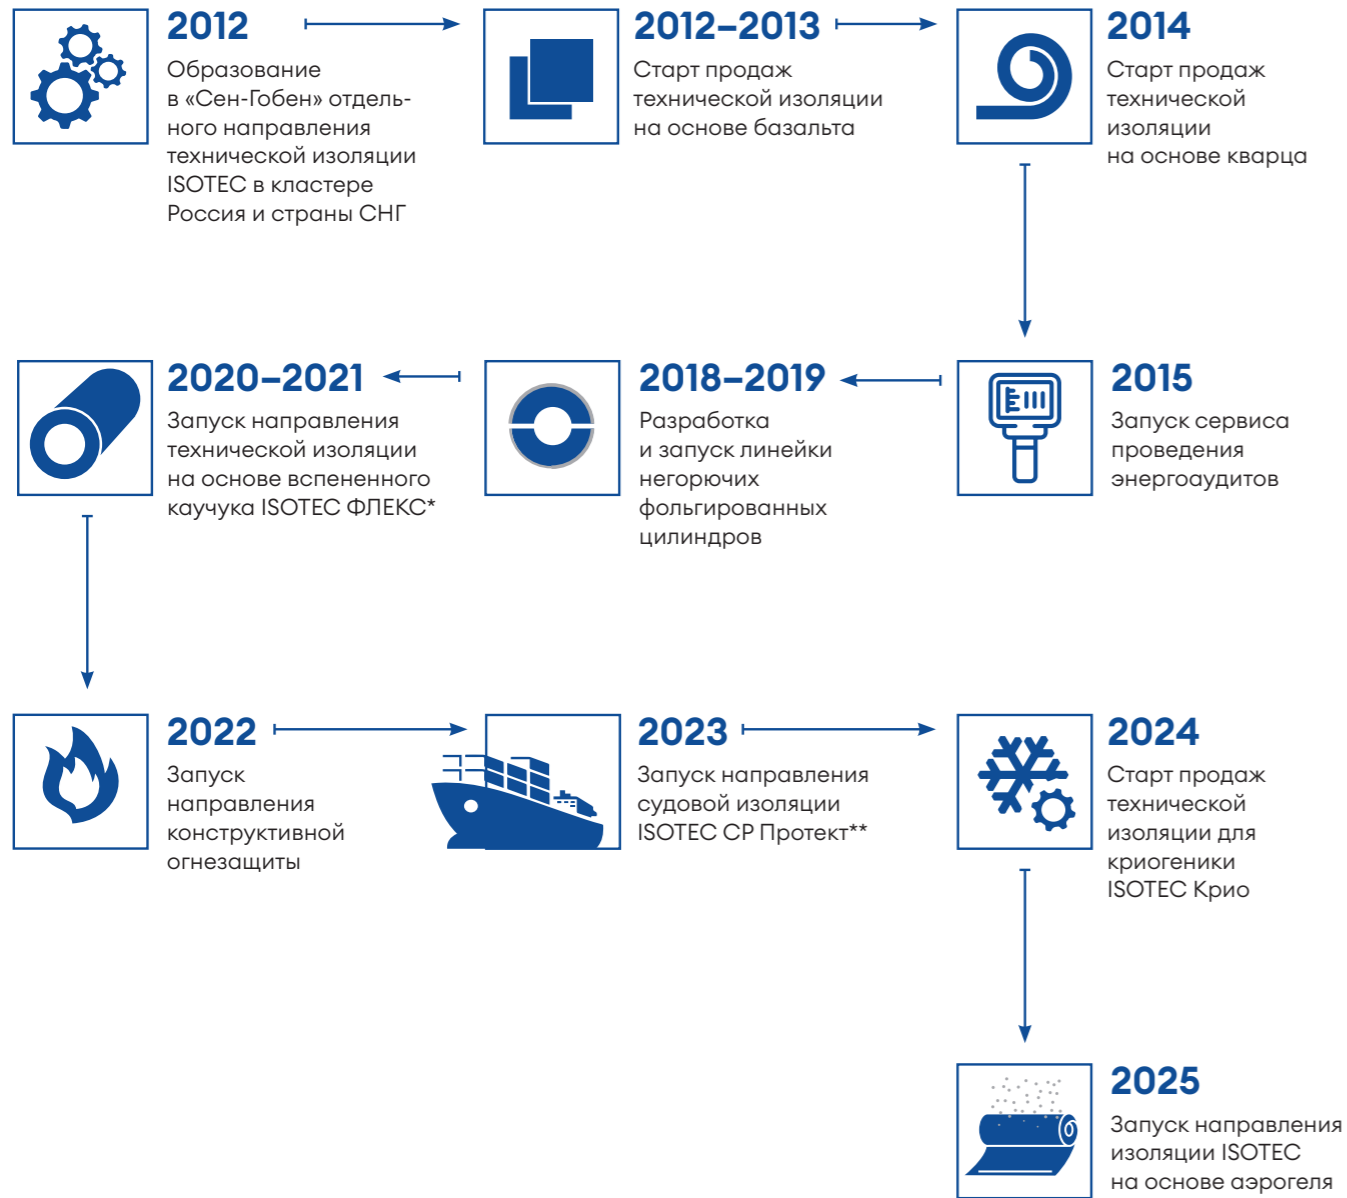 2012
Образование
в «Сен-Гобен» отдель-
ного направления
технической изоляции
ISOTEC в кластере
Россия и страны СНГ
2012–2013
Старт продаж
технической изоляции
на основе базальта
2014
Старт продаж
технической
изоляции
на основе кварца
2015
Запуск сервиса
проведения
энергоаудитов
2018–2019
Разработка
и запуск линейки
негорючих
фольгированных
цилиндров
2020–2021
Запуск направления
технической изоляции
на основе вспененного
каучука ISOTEC ФЛЕКС*
2022
Запуск
направления
конструктивной
огнезащиты
2023
Запуск направления
судовой изоляции
ISOTEC СР Протект**
2024
Старт продаж
технической
изоляции для
криогеники
ISOTEC Крио
2025
Запуск направления
изоляции ISOTEC
на основе аэрогеля